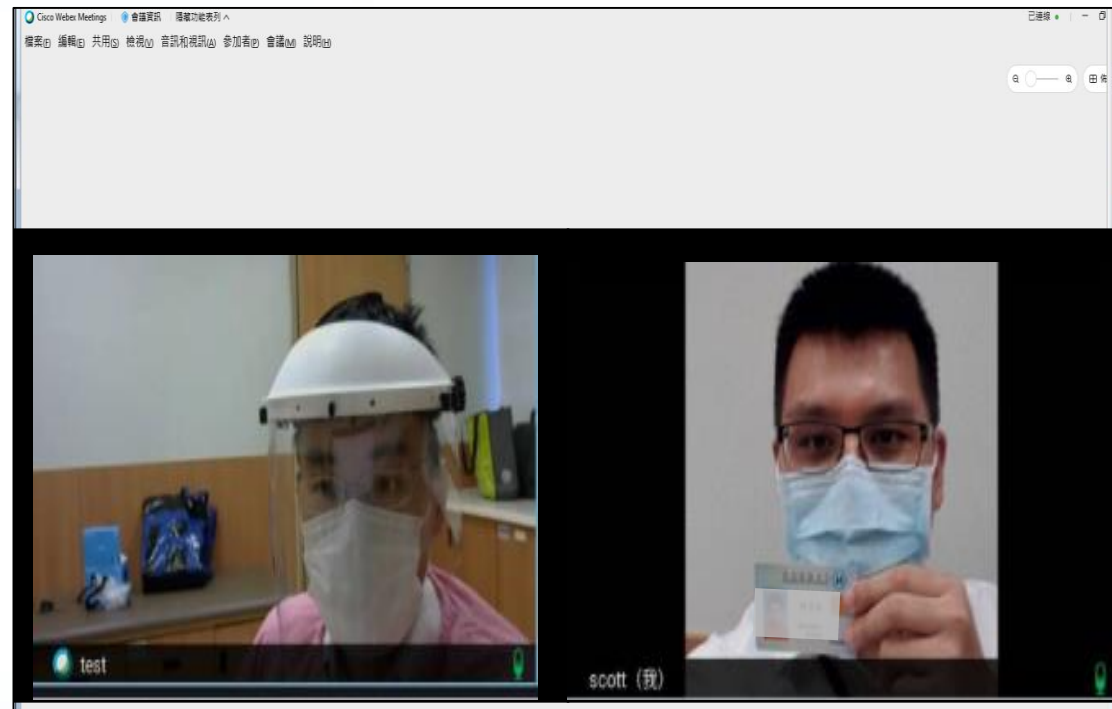 Cisco Webex Meetings 會議資訊 隱藏功能表列 已連線
檔案(F) 編輯(E) 共用(S) 檢視(V) 音訊和視訊(A) 參加者(P) 會議(M) 說明(H)
test
scott (我)